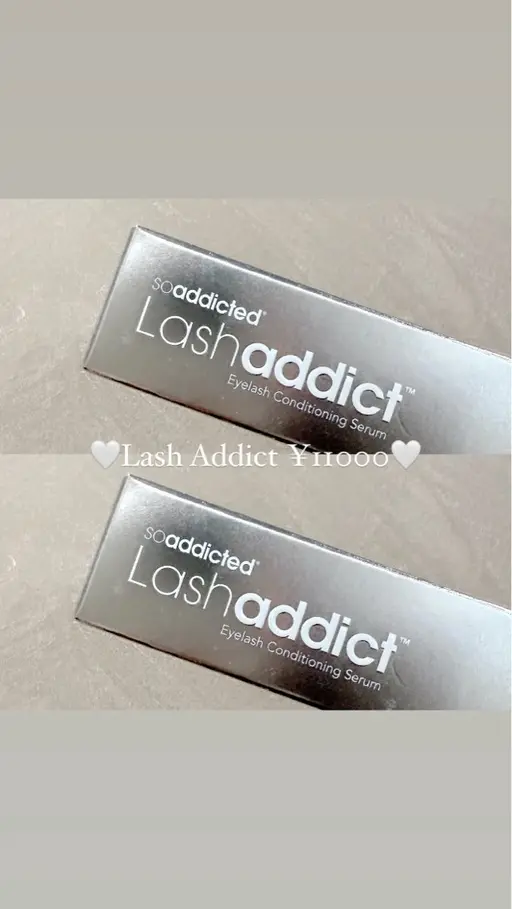 soaddicted®
Lashaddict™
Eyelash Conditioning Serum
🤍Lash Addict ¥11000🤍
soaddicted®
Lashaddict™
Eyelash Conditioning Serum